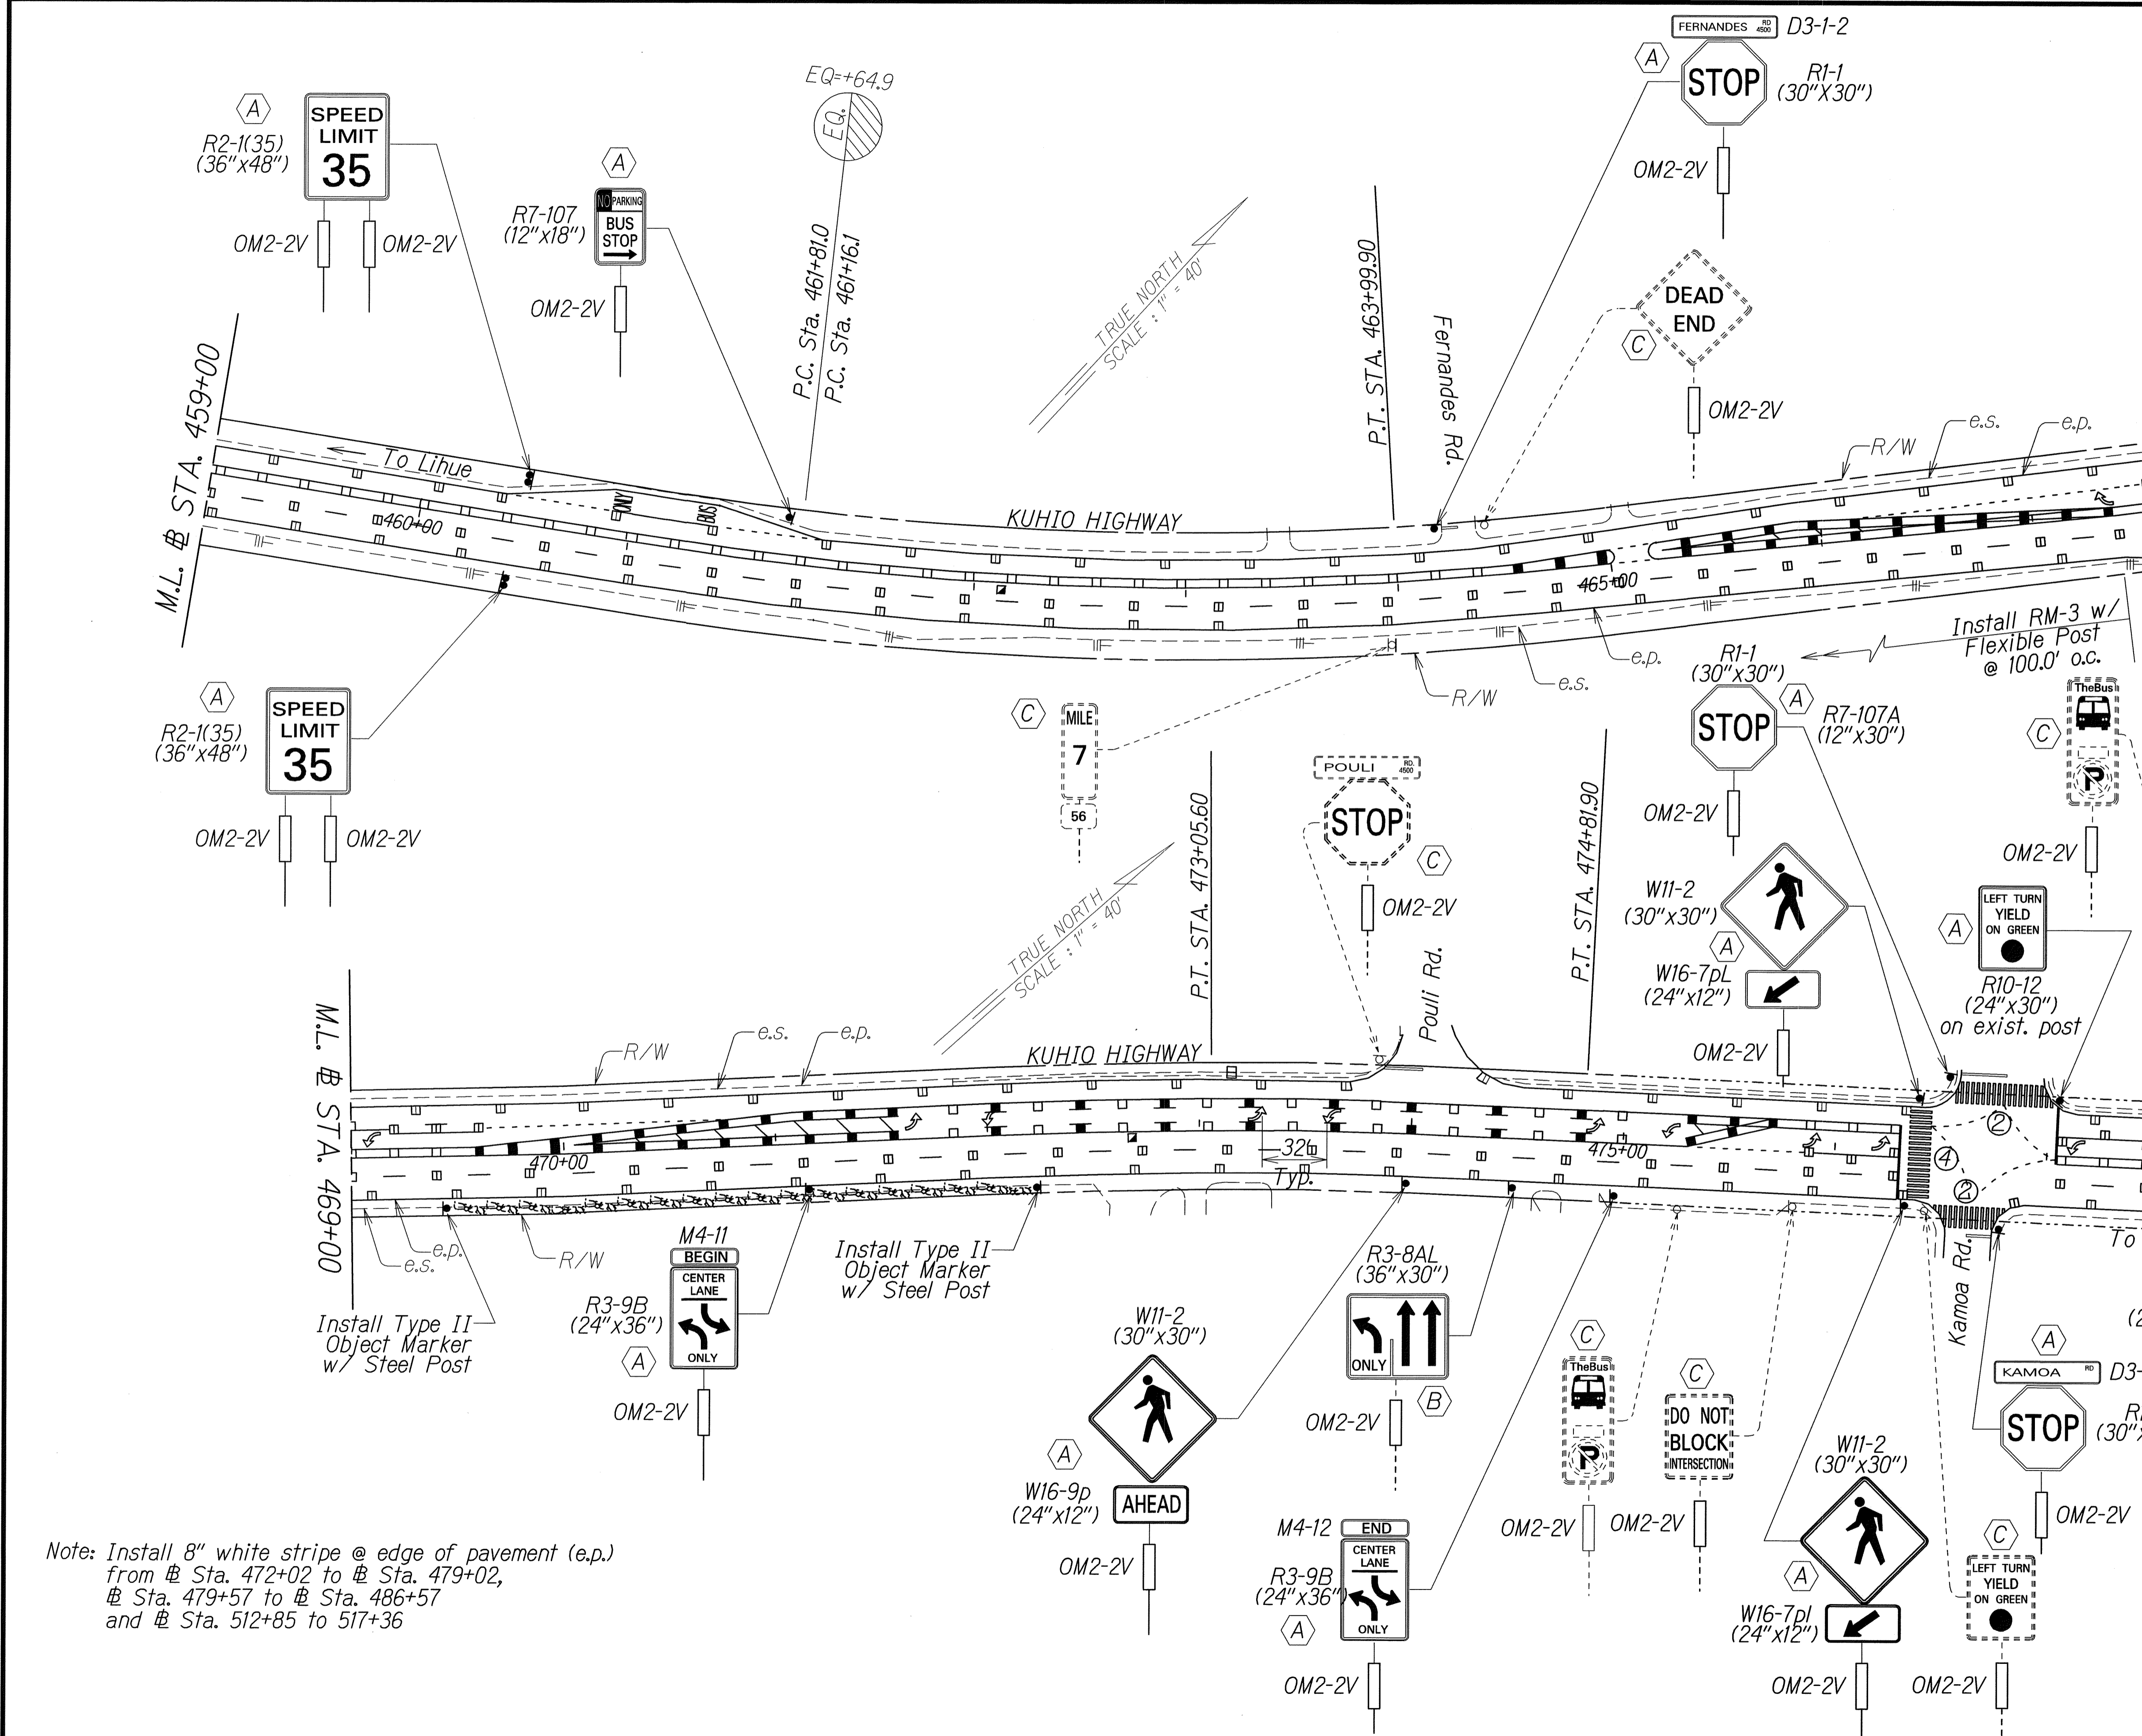 FERNANDES RD 4500
D3-1-2
A
STOP
R1-1
(30"X30")
OM2-2V
EQ=+64.9
EQ.
A
SPEED
LIMIT
35
R2-1(35)
(36"x48")
OM2-2V
OM2-2V
A
NO PARKING
BUS
STOP
R7-107
(12"x18")
OM2-2V
P.C. Sta. 461+81.0
P.C. Sta. 461+16.1
TRUE NORTH
SCALE : 1" = 40'
P.T. STA. 463+99.90
Fernandes Rd.
DEAD
END
C
OM2-2V
R/W
e.s.
e.p.
M.L. ⅊ STA. 459+00
To Lihue
ONLY
BUS
460+00
KUHIO HIGHWAY
465+00
e.p.
e.s.
R/W
Install RM-3 w/
Flexible Post
@ 100.0' o.c.
A
SPEED
LIMIT
35
R2-1(35)
(36"x48")
OM2-2V
OM2-2V
C
MILE
7
56
POULI RD. 4500
STOP
C
OM2-2V
R1-1
(30"x30")
STOP
A
R7-107A
(12"x30")
OM2-2V
TheBus
C
P
OM2-2V
W11-2
(30"x30")
A
W16-7pL
(24"x12")
OM2-2V
LEFT TURN
YIELD
ON GREEN
A
R10-12
(24"x30")
on exist. post
TRUE NORTH
SCALE : 1" = 40'
P.T. STA. 473+05.60
Pouli Rd.
P.T. STA. 474+81.90
M.L. ⅊ STA. 469+00
R/W
e.s.
e.p.
KUHIO HIGHWAY
470+00
32'
Typ.
475+00
2
4
2
Kamoa Rd.
To
e.s.
e.p.
R/W
Install Type II
Object Marker
w/ Steel Post
M4-11
BEGIN
CENTER
LANE
ONLY
R3-9B
(24"x36")
A
OM2-2V
Install Type II
Object Marker
w/ Steel Post
W11-2
(30"x30")
A
W16-9p
(24"x12")
AHEAD
OM2-2V
R3-8AL
(36"x30")
ONLY
B
OM2-2V
M4-12
END
CENTER
LANE
ONLY
R3-9B
(24"x36")
A
OM2-2V
C
TheBus
P
OM2-2V
C
DO NOT
BLOCK
INTERSECTION
OM2-2V
W11-2
(30"x30")
A
W16-7pl
(24"x12")
OM2-2V
A
KAMOA RD
D3-
STOP
(30"x
OM2-2V
C
LEFT TURN
YIELD
ON GREEN
OM2-2V
Note: Install 8" white stripe @ edge of pavement (e.p.)
from ⅊ Sta. 472+02 to ⅊ Sta. 479+02,
⅊ Sta. 479+57 to ⅊ Sta. 486+57
and ⅊ Sta. 512+85 to 517+36